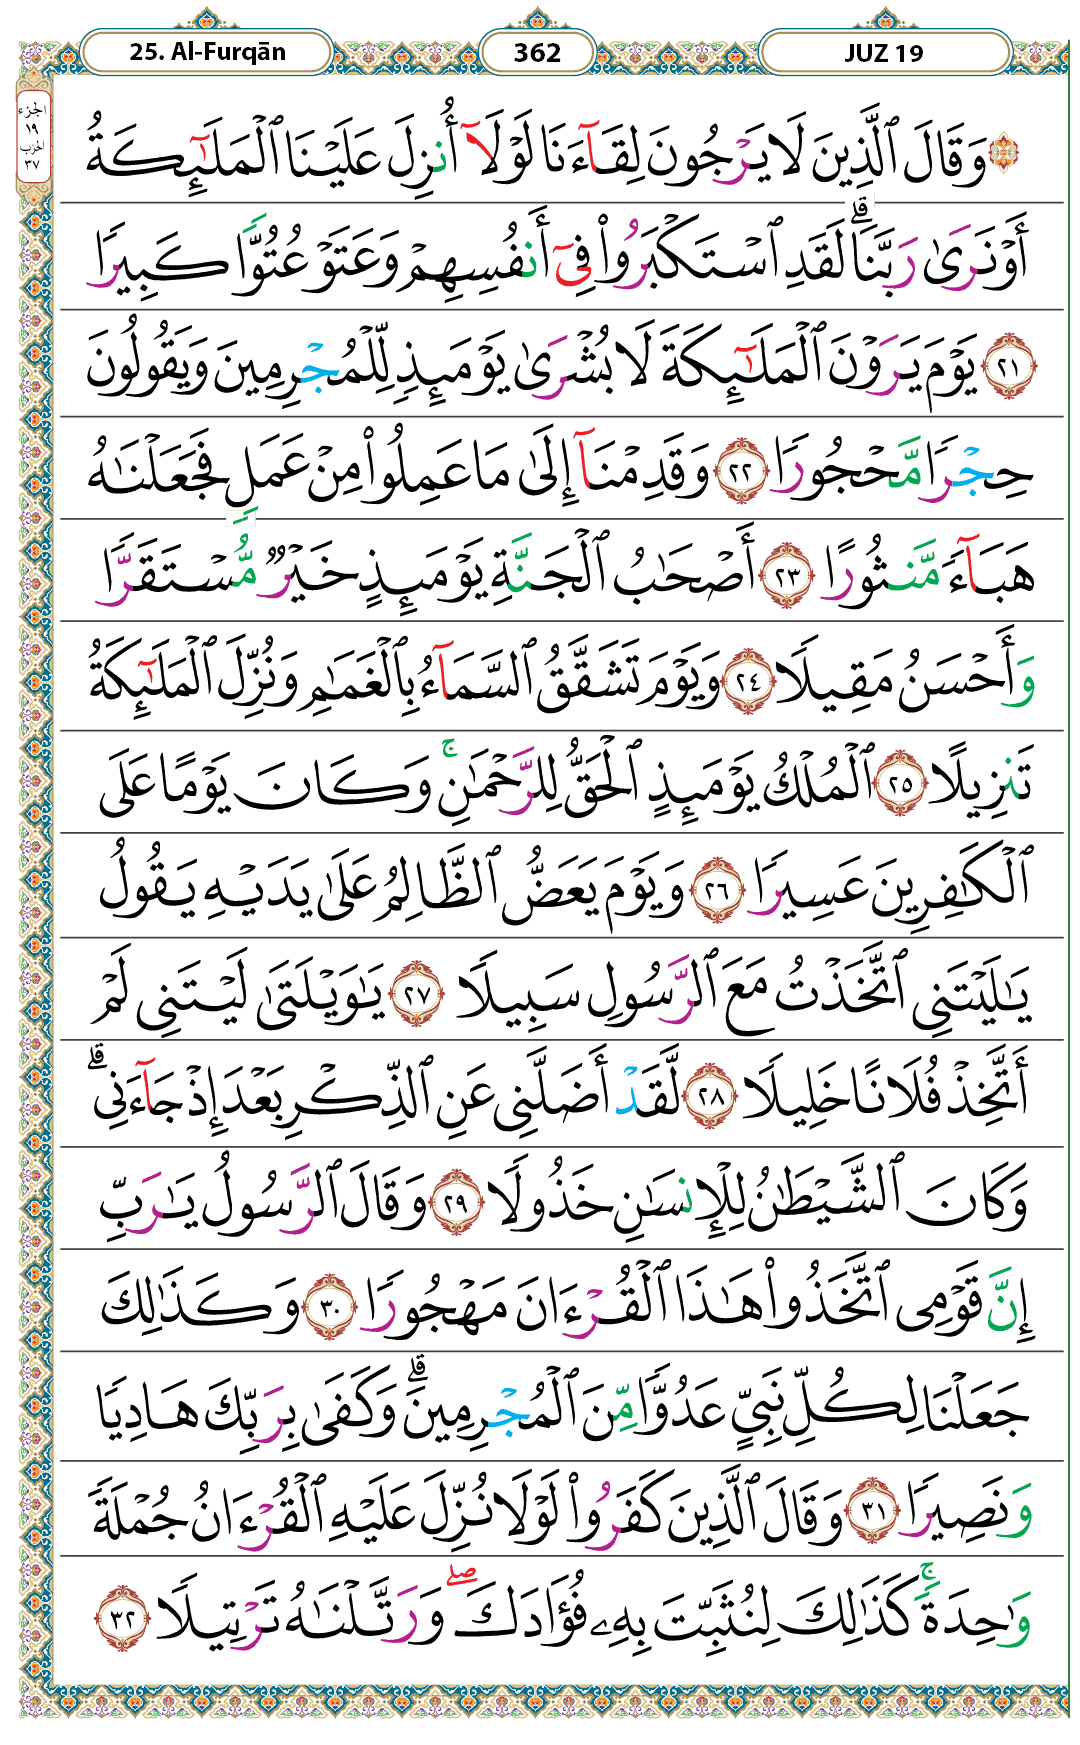 25. Al-Furqān
362
JUZ 19
الجزء
١٩
الحزب
٣٧
۞ وَقَالَ ٱلَّذِينَ لَا يَرْجُونَ لِقَآءَنَا لَوْلَآ أُنزِلَ عَلَيْنَا ٱلْمَلَـٰٓئِكَةُ
أَوْ نَرَىٰ رَبَّنَا ۗ لَقَدِ ٱسْتَكْبَرُوا۟ فِىٓ أَنفُسِهِمْ وَعَتَوْ عُتُوًّا كَبِيرًا
٢١ يَوْمَ يَرَوْنَ ٱلْمَلَـٰٓئِكَةَ لَا بُشْرَىٰ يَوْمَئِذٍ لِّلْمُجْرِمِينَ وَيَقُولُونَ
حِجْرًا مَّحْجُورًا ٢٢ وَقَدِمْنَآ إِلَىٰ مَا عَمِلُوا۟ مِنْ عَمَلٍ فَجَعَلْنَـٰهُ
هَبَآءً مَّنثُورًا ٢٣ أَصْحَـٰبُ ٱلْجَنَّةِ يَوْمَئِذٍ خَيْرٌ مُّسْتَقَرًّا
وَأَحْسَنُ مَقِيلًا ٢٤ وَيَوْمَ تَشَقَّقُ ٱلسَّمَآءُ بِٱلْغَمَـٰمِ وَنُزِّلَ ٱلْمَلَـٰٓئِكَةُ
تَنزِيلًا ٢٥ ٱلْمُلْكُ يَوْمَئِذٍ ٱلْحَقُّ لِلرَّحْمَـٰنِ ۚ وَكَانَ يَوْمًا عَلَى
ٱلْكَـٰفِرِينَ عَسِيرًا ٢٦ وَيَوْمَ يَعَضُّ ٱلظَّالِمُ عَلَىٰ يَدَيْهِ يَقُولُ
يَـٰلَيْتَنِى ٱتَّخَذْتُ مَعَ ٱلرَّسُولِ سَبِيلًا ٢٧ يَـٰوَيْلَتَىٰ لَيْتَنِى لَمْ
أَتَّخِذْ فُلَانًا خَلِيلًا ٢٨ لَّقَدْ أَضَلَّنِى عَنِ ٱلذِّكْرِ بَعْدَ إِذْ جَآءَنِى ۗ
وَكَانَ ٱلشَّيْطَـٰنُ لِلْإِنسَـٰنِ خَذُولًا ٢٩ وَقَالَ ٱلرَّسُولُ يَـٰرَبِّ
إِنَّ قَوْمِى ٱتَّخَذُوا۟ هَـٰذَا ٱلْقُرْءَانَ مَهْجُورًا ٣٠ وَكَذَٰلِكَ
جَعَلْنَا لِكُلِّ نَبِىٍّ عَدُوًّا مِّنَ ٱلْمُجْرِمِينَ ۗ وَكَفَىٰ بِرَبِّكَ هَادِيًا
وَنَصِيرًا ٣١ وَقَالَ ٱلَّذِينَ كَفَرُوا۟ لَوْلَا نُزِّلَ عَلَيْهِ ٱلْقُرْءَانُ جُمْلَةً
وَٰحِدَةً ۚ كَذَٰلِكَ لِنُثَبِّتَ بِهِۦ فُؤَادَكَ ۖ وَرَتَّلْنَـٰهُ تَرْتِيلًا ٣٢